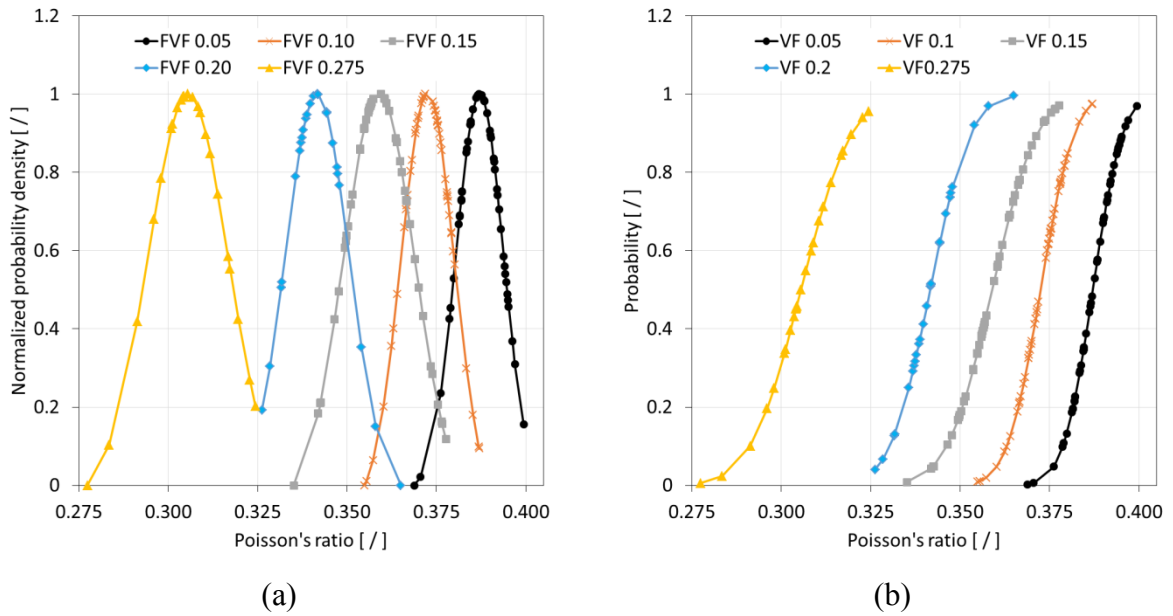 1.2
FVF 0.05 FVF 0.10 FVF 0.15
FVF 0.20 FVF 0.275
1
0.8
0.6
0.4
0.2
0
0.275 0.300 0.325 0.350 0.375 0.400
Normalized probability density [ / ]
Poisson's ratio [ / ]
(a)
1.2
VF 0.05 VF 0.1 VF 0.15
VF 0.2 VF0.275
1
0.8
0.6
0.4
0.2
0
0.275 0.300 0.325 0.350 0.375 0.400
Probability [ / ]
Poisson's ratio [ / ]
(b)